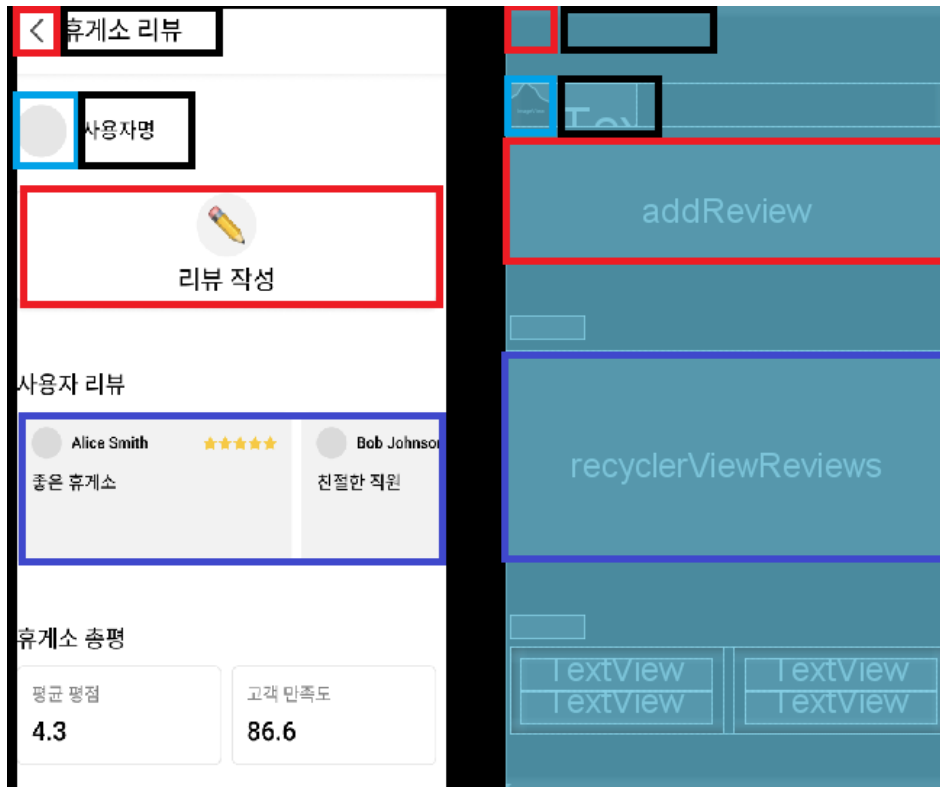 휴게소 리뷰
사용자명
리뷰 작성
사용자 리뷰
Alice Smith
좋은 휴게소
Bob Johnson
친절한 직원
휴게소 총평
평균 평점
4.3
고객 만족도
86.6
addReview
recyclerViewReviews
TextView
TextView
TextView
TextView